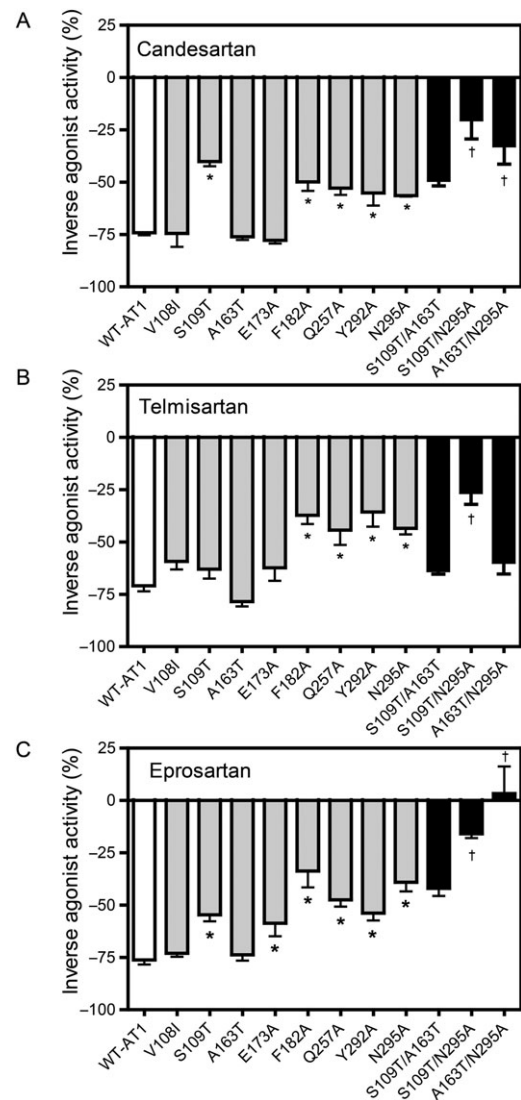 A
Candesartan
Inverse agonist activity (%)
25
0
−25
−50
−75
−100
* * * * * † †
WT-AT1
V108I
S109T
A163T
E173A
F182A
Q257A
Y292A
N295A
S109T/A163T
S109T/N295A
A163T/N295A
B
Telmisartan
Inverse agonist activity (%)
25
0
−25
−50
−75
−100
* * * * †
WT-AT1
V108I
S109T
A163T
E173A
F182A
Q257A
Y292A
N295A
S109T/A163T
S109T/N295A
A163T/N295A
C
Eprosartan
Inverse agonist activity (%)
25
0
−25
−50
−75
−100
* * * * * * † †
WT-AT1
V108I
S109T
A163T
E173A
F182A
Q257A
Y292A
N295A
S109T/A163T
S109T/N295A
A163T/N295A